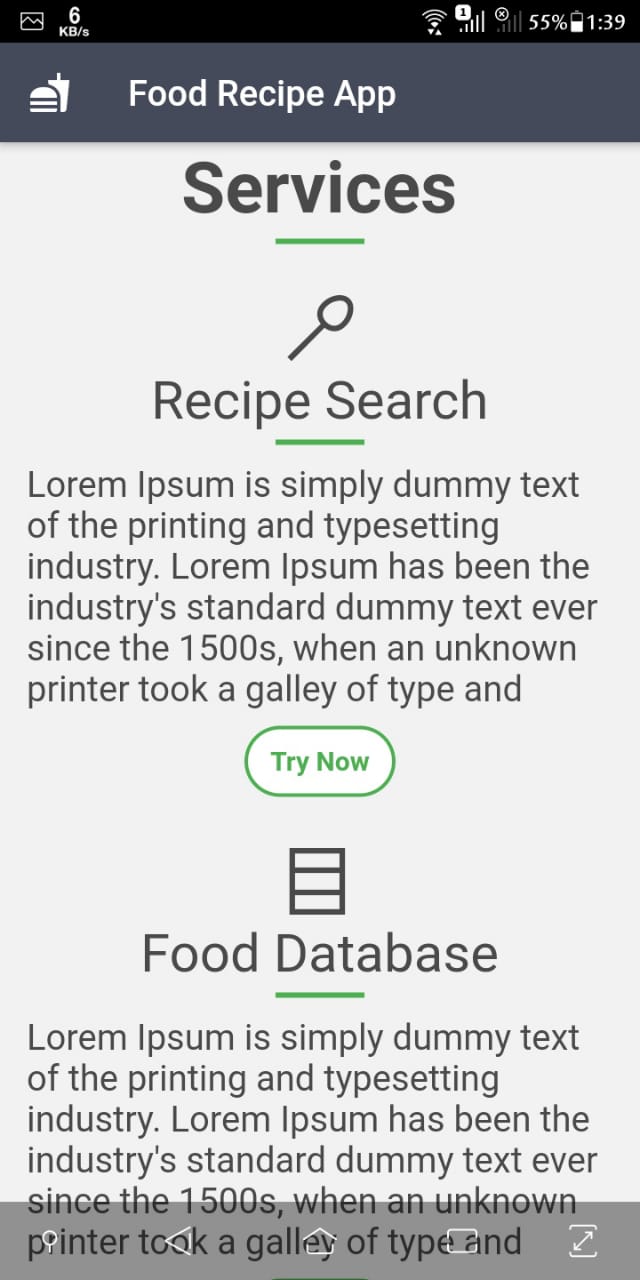 6
KB/s
1
55%
1:39
Food Recipe App
Services
Recipe Search
Lorem Ipsum is simply dummy text
of the printing and typesetting
industry. Lorem Ipsum has been the
industry's standard dummy text ever
since the 1500s, when an unknown
printer took a galley of type and
Try Now
Food Database
Lorem Ipsum is simply dummy text
of the printing and typesetting
industry. Lorem Ipsum has been the
industry's standard dummy text ever
since the 1500s, when an unknown
printer took a galley of type and